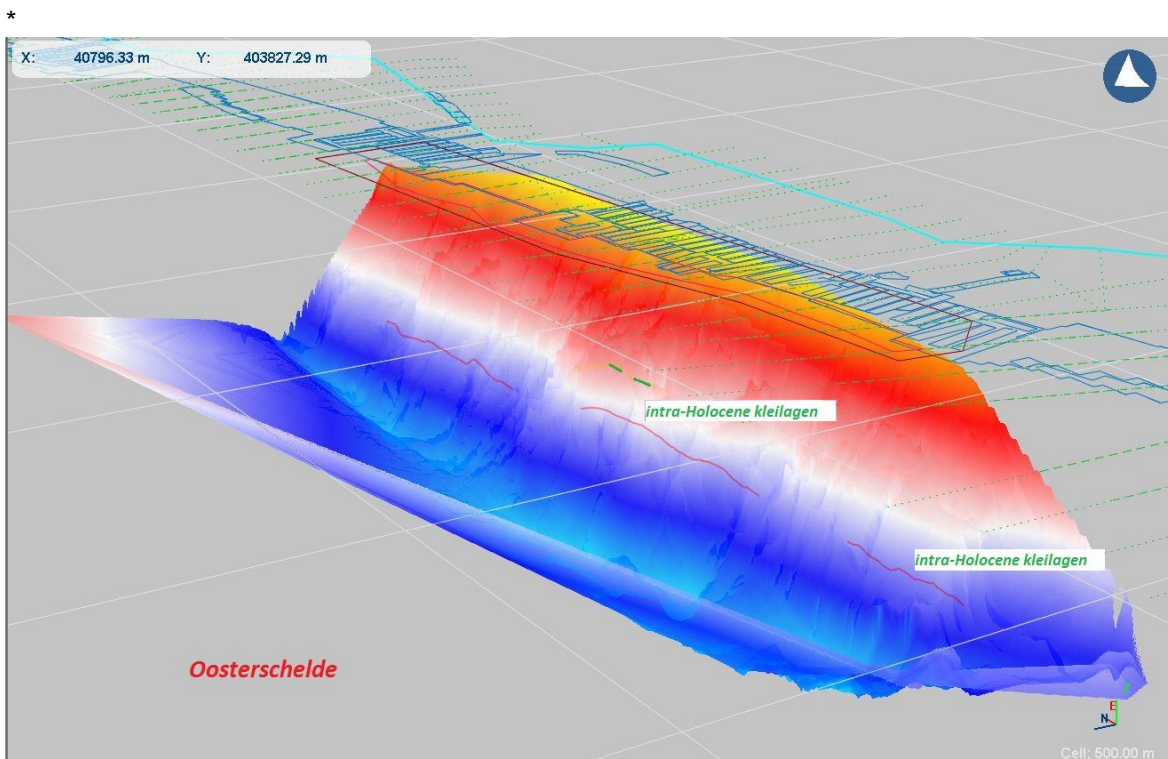 *
X: 40796.33 m Y: 403827.29 m
intra-Holocene kleilagen
intra-Holocene kleilagen
Oosterschelde
Z
E
N
Cell: 500.00 m